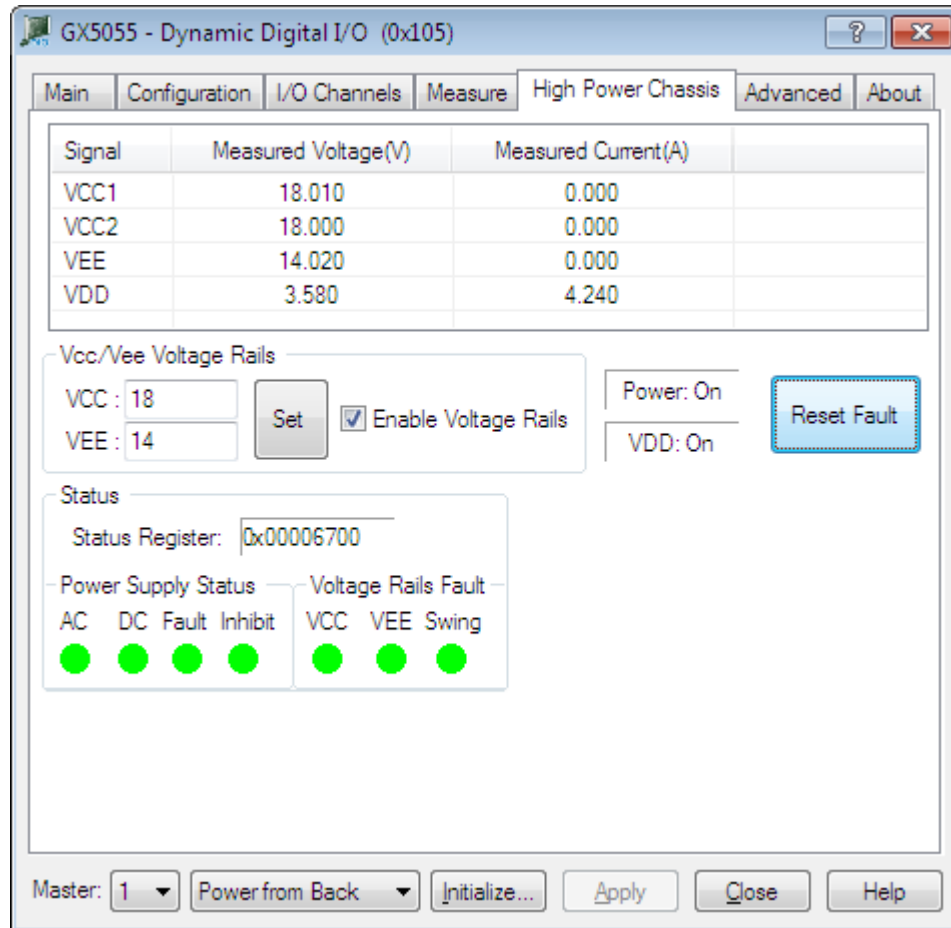 GX5055 - Dynamic Digital I/O (0x105)
Main Configuration I/O Channels Measure High Power Chassis Advanced About
Signal Measured Voltage(V) Measured Current(A)
VCC1 18.010 0.000
VCC2 18.000 0.000
VEE 14.020 0.000
VDD 3.580 4.240
Vcc/Vee Voltage Rails
VCC : 18
VEE : 14
Set
Enable Voltage Rails
Power: On
VDD: On
Reset Fault
Status
Status Register: 0x00006700
Power Supply Status
AC DC Fault Inhibit
Voltage Rails Fault
VCC VEE Swing
Master: 1 Power from Back Initialize... Apply Close Help